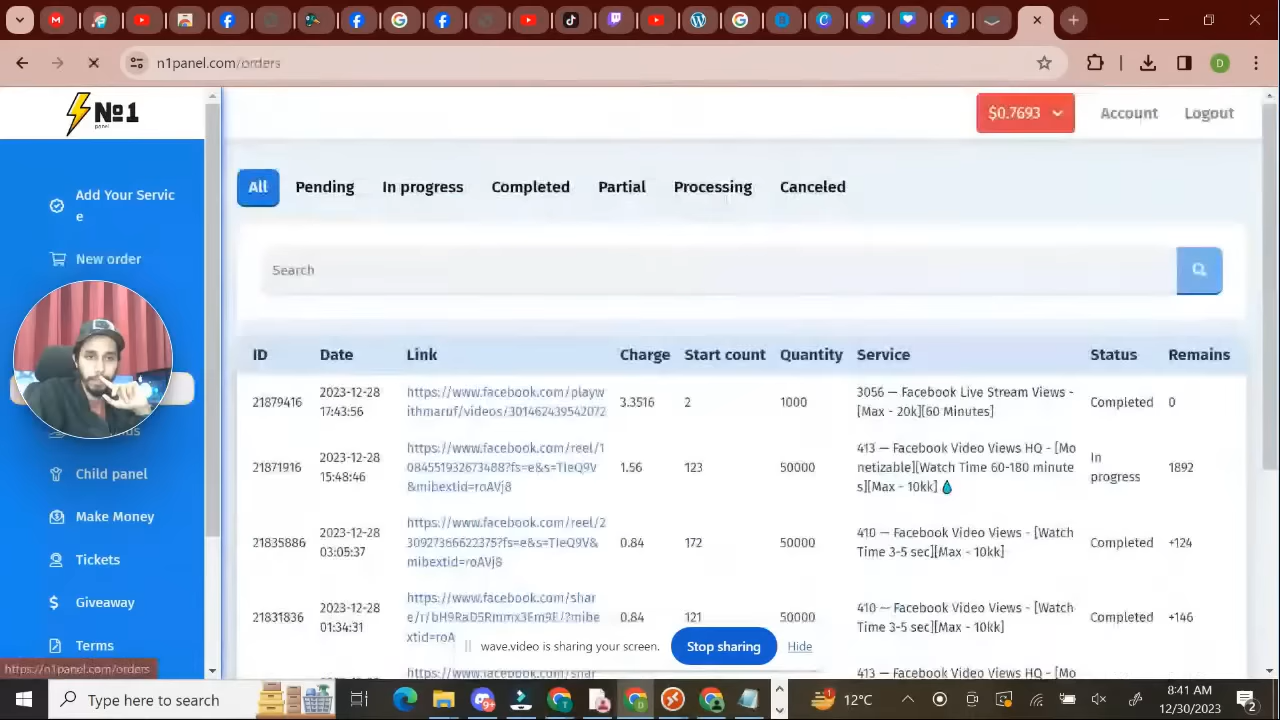 n1panel.com/orders
D
№1
panel
$0.7693
Account
Logout
Add Your Servic
e
New order
Child panel
Make Money
Tickets
Giveaway
Terms
https://n1panel.com/orders
All
Pending
In progress
Completed
Partial
Processing
Canceled
Search
ID Date Link Charge Start count Quantity Service Status Remains
21879416
2023-12-28
17:43:56
https://www.facebook.com/playw
ithmaruf/videos/301462439542072
3.3516
2
1000
3056 — Facebook Live Stream Views -
[Max - 20k][60 Minutes]
Completed
0
21871916
2023-12-28
15:48:46
https://www.facebook.com/reel/1
084551932673488?fs=e&s=TIeQ9V
&mibextid=roAVj8
1.56
123
50000
413 — Facebook Video Views HQ - [Mo
netizable][Watch Time 60-180 minute
s][Max - 10kk]
In
progress
1892
21835886
2023-12-28
03:05:37
https://www.facebook.com/reel/2
30927366622375?fs=e&s=TIeQ9V&
mibextid=roAVj8
0.84
172
50000
410 — Facebook Video Views - [Watch
Time 3-5 sec][Max - 10kk]
Completed
+124
21831836
2023-12-28
01:34:31
https://www.facebook.com/shar
xtid=roA
0.84
121
50000
410 — Facebook Video Views - [Watch
Time 3-5 sec][Max - 10kk]
Completed
+146
413 — Facebook Video Views HQ - [Mo
wave.video is sharing your screen.
Stop sharing
Hide
Type here to search
12°C
8:41 AM
12/30/2023
2